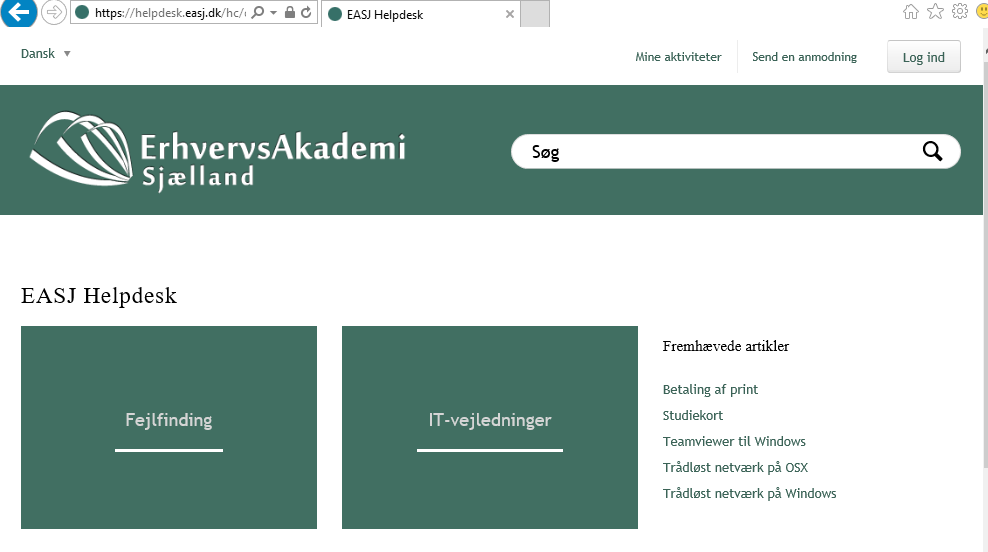 https://helpdesk.easj.dk/hc/
EASJ Helpdesk
Dansk
Mine aktiviteter
Send en anmodning
Log ind
ErhvervsAkademi
Sjælland
Søg
EASJ Helpdesk
Fejlfinding
IT-vejledninger
Fremhævede artikler
Betaling af print
Studiekort
Teamviewer til Windows
Trådløst netværk på OSX
Trådløst netværk på Windows